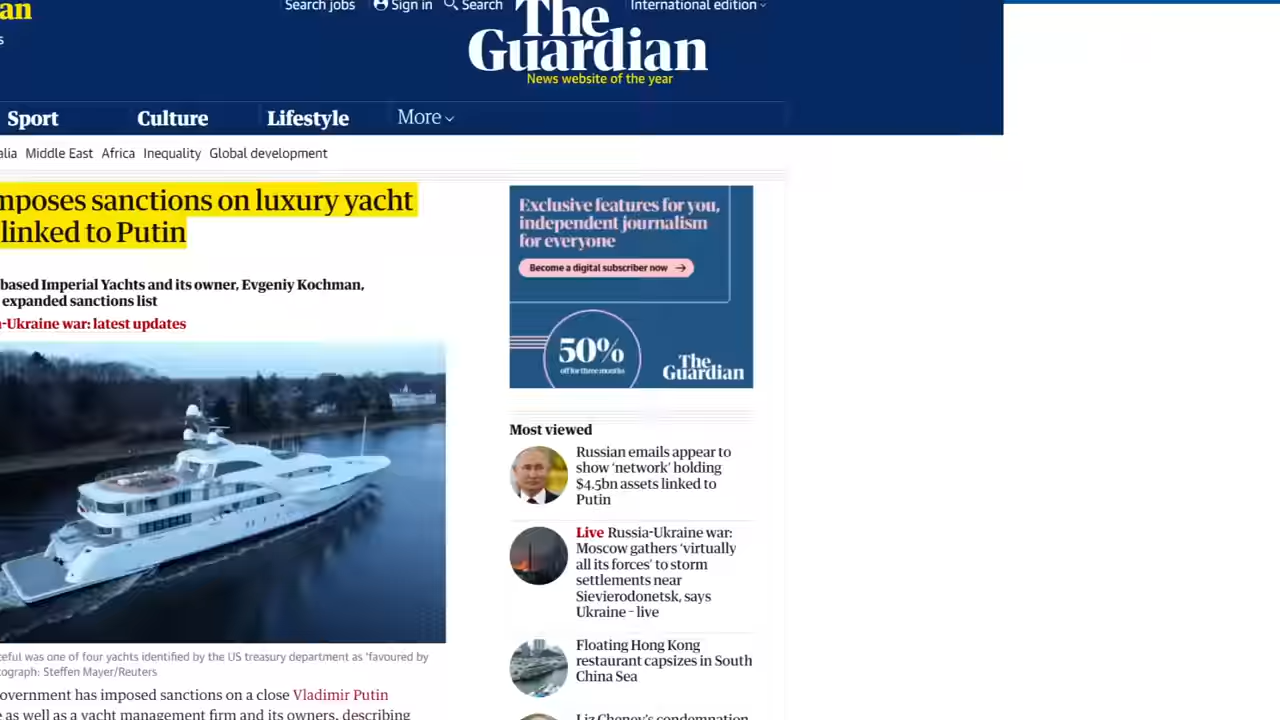 an
Search jobs
Sign in
Search
International edition
The
Guardian
News website of the year
s
Sport
Culture
Lifestyle
More
alia Middle East Africa Inequality Global development
mposes sanctions on luxury yacht
linked to Putin
based Imperial Yachts and its owner, Evgeniy Kochman,
expanded sanctions list
-Ukraine war: latest updates
eful was one of four yachts identified by the US treasury department as 'favoured by
ograph: Steffen Mayer/Reuters
overnment has imposed sanctions on a close Vladimir Putin
e as well as a yacht management firm and its owners, describing
Exclusive features for you,
independent journalism
for everyone
Become a digital subscriber now
50%
off for three months
The
Guardian
Most viewed
Russian emails appear to
show 'network' holding
$4.5bn assets linked to
Putin
Live Russia-Ukraine war:
Moscow gathers 'virtually
all its forces' to storm
settlements near
Sievierodonetsk, says
Ukraine – live
Floating Hong Kong
restaurant capsizes in South
China Sea
Liz Cheney's condemnation